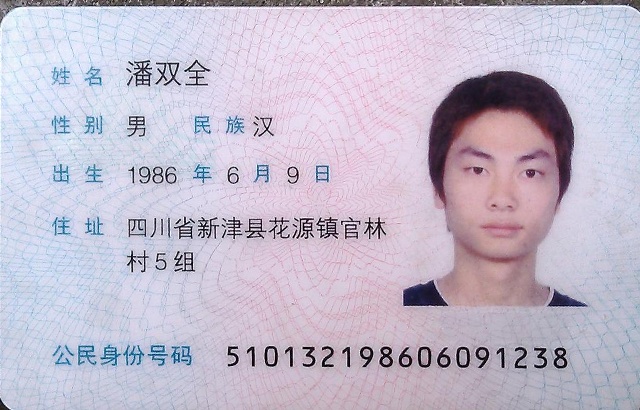 姓名 潘双全
性别 男 民族 汉
出生 1986 年 6 月 9 日
住址 四川省新津县花源镇官林
村5组
公民身份号码 510132198606091238